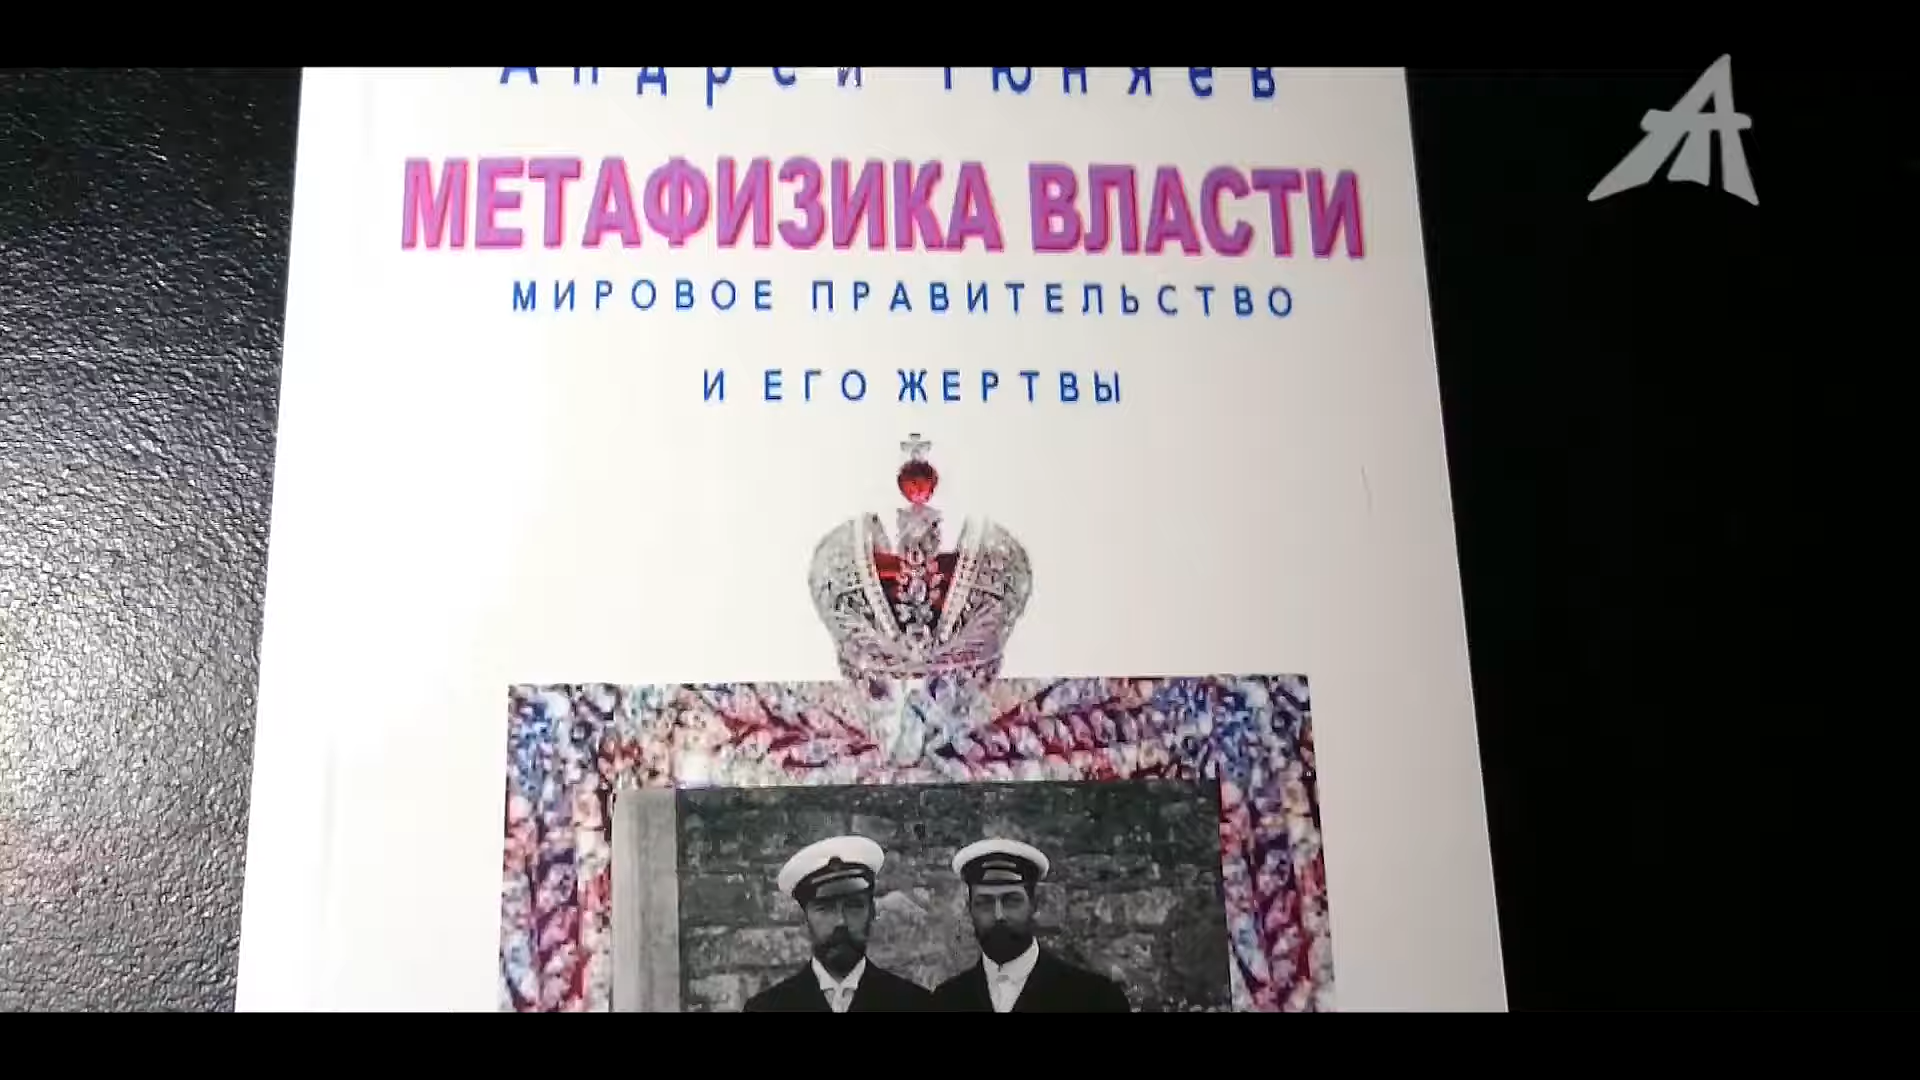 Андрей Тюняев
МЕТАФИЗИКА ВЛАСТИ
МИРОВОЕ ПРАВИТЕЛЬСТВО
И ЕГО ЖЕРТВЫ